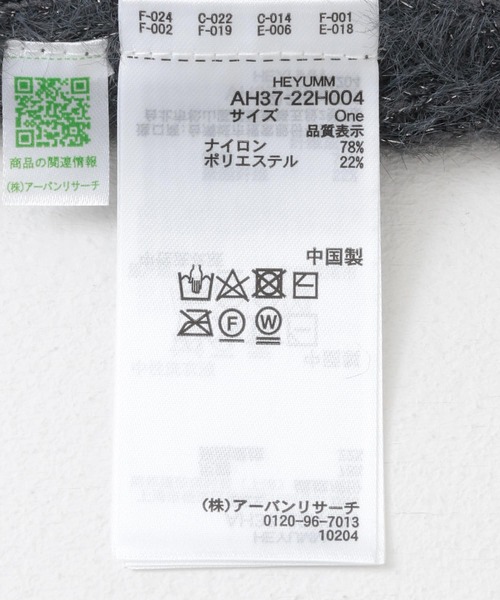 F-024 C-022 C-014 F-001
F-002 F-019 E-006 E-018
HEYUMM
AH37-22H004
サイズ One
品質表示
ナイロン 78%
ポリエステル 22%
中国製
F
W
(株)アーバンリサーチ
0120-96-7013
10204
商品の関連情報
(株)アーバンリサーチ